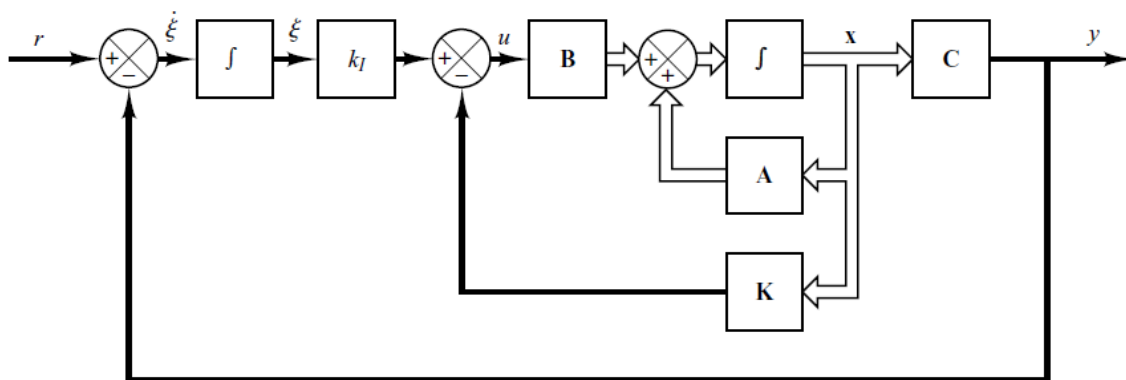 r + − ξ̇ ∫ ξ k_I + − u B + + ∫ x C y
A
K